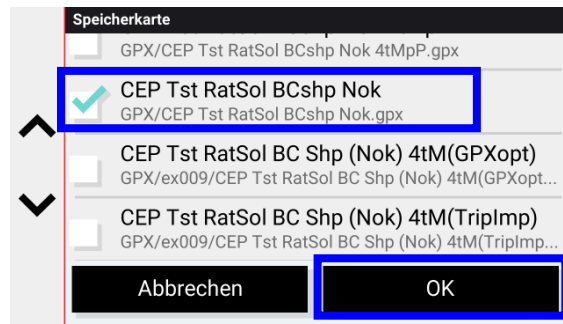 Speicherkarte
GPX/CEP Tst RatSol BCshp Nok 4tMpP.gpx
CEP Tst RatSol BCshp Nok
GPX/CEP Tst RatSol BCshp Nok.gpx
CEP Tst RatSol BC Shp (Nok) 4tM(GPXopt)
GPX/ex009/CEP Tst RatSol BC Shp (Nok) 4tM(GPXopt...
CEP Tst RatSol BC Shp (Nok) 4tM(TripImp)
GPX/ex009/CEP Tst RatSol BC Shp (Nok) 4tM(TripImp...
Abbrechen OK